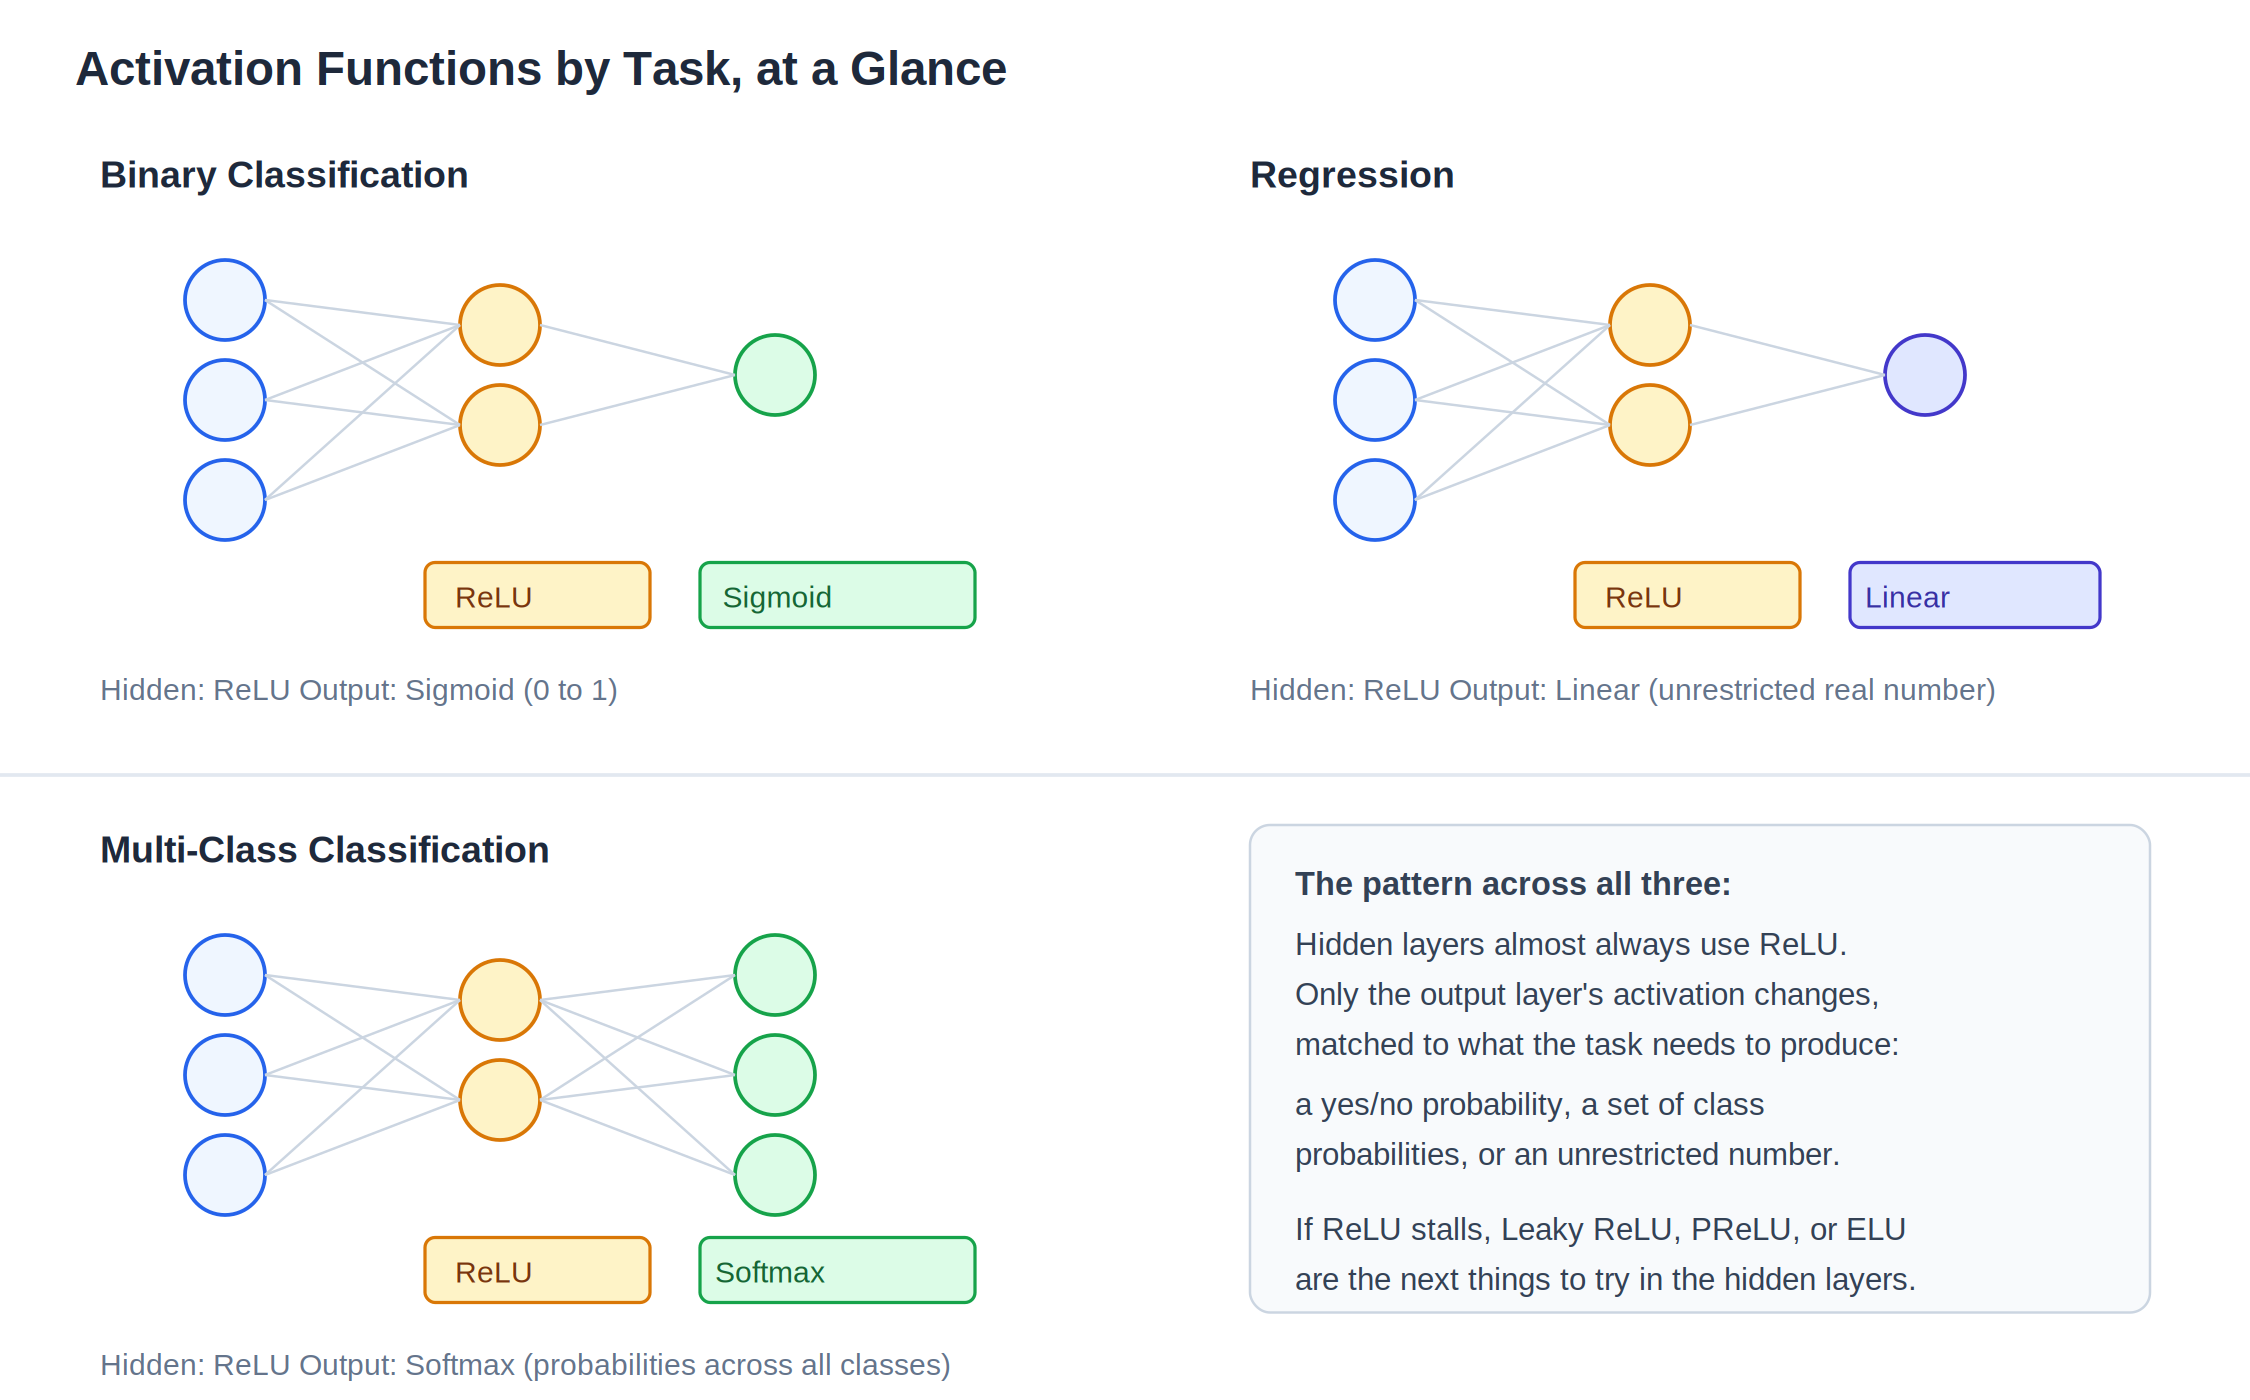 Activation Functions by Task, at a Glance
Binary Classification
ReLU
Sigmoid
Hidden: ReLU Output: Sigmoid (0 to 1)
Regression
ReLU
Linear
Hidden: ReLU Output: Linear (unrestricted real number)
Multi-Class Classification
ReLU
Softmax
Hidden: ReLU Output: Softmax (probabilities across all classes)
The pattern across all three:
Hidden layers almost always use ReLU.
Only the output layer's activation changes,
matched to what the task needs to produce:
a yes/no probability, a set of class
probabilities, or an unrestricted number.
If ReLU stalls, Leaky ReLU, PReLU, or ELU
are the next things to try in the hidden layers.